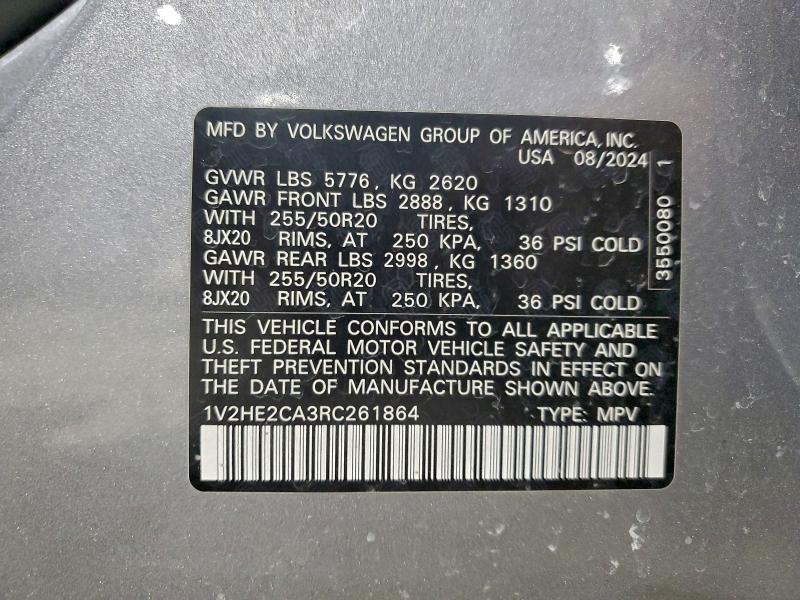 MFD BY VOLKSWAGEN GROUP OF AMERICA, INC.
USA 08/2024
GVWR LBS 5776, KG 2620
GAWR FRONT LBS 2888, KG 1310
WITH 255/50R20 TIRES,
8JX20 RIMS, AT 250 KPA, 36 PSI COLD
GAWR REAR LBS 2998, KG 1360
WITH 255/50R20 TIRES,
8JX20 RIMS, AT 250 KPA, 36 PSI COLD
3550080 1
THIS VEHICLE CONFORMS TO ALL APPLICABLE
U.S. FEDERAL MOTOR VEHICLE SAFETY AND
THEFT PREVENTION STANDARDS IN EFFECT ON
THE DATE OF MANUFACTURE SHOWN ABOVE.
1V2HE2CA3RC261864 TYPE: MPV